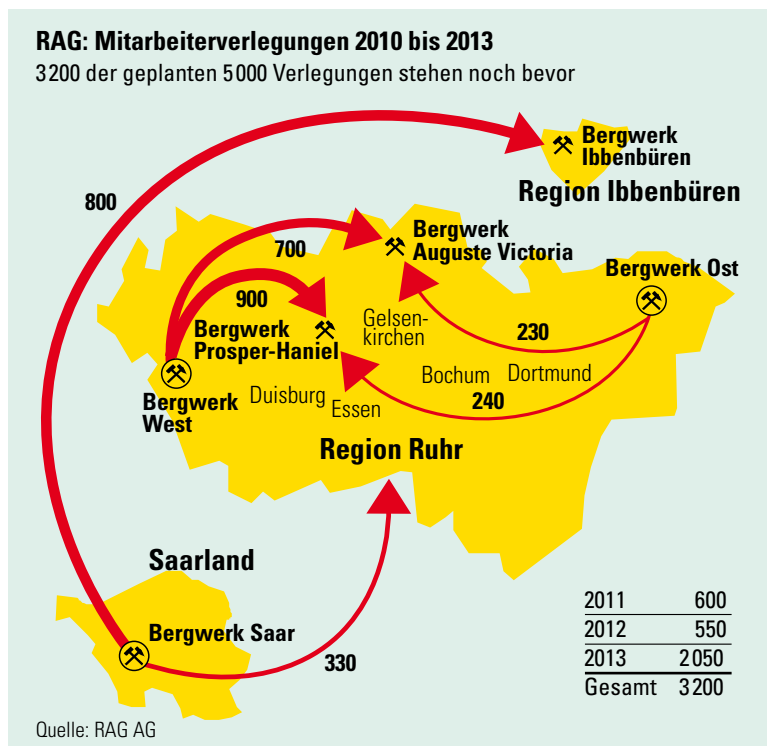 RAG: Mitarbeiterverlegungen 2010 bis 2013
3200 der geplanten 5000 Verlegungen stehen noch bevor
Bergwerk
Ibbenbüren
Region Ibbenbüren
800
700
Bergwerk
Auguste Victoria
Bergwerk Ost
900
Bergwerk
Prosper-Haniel
Gelsen-
kirchen
230
Bergwerk
West
Duisburg
Essen
Bochum
Dortmund
240
Region Ruhr
Saarland
Bergwerk Saar
330
2011 600
2012 550
2013 2050
Gesamt 3200
Quelle: RAG AG